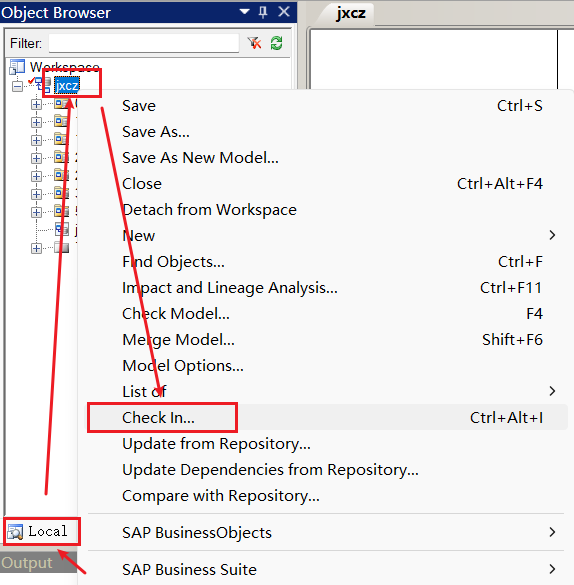 Object Browser
jxcz
Filter:
Workspace
jxcz
Save Ctrl+S
Save As...
Save As New Model...
Close Ctrl+Alt+F4
Detach from Workspace
New
Find Objects... Ctrl+F
Impact and Lineage Analysis... Ctrl+F11
Check Model... F4
Merge Model... Shift+F6
Model Options...
List of
Check In... Ctrl+Alt+I
Update from Repository...
Update Dependencies from Repository...
Compare with Repository...
Local
SAP BusinessObjects
Output
SAP Business Suite